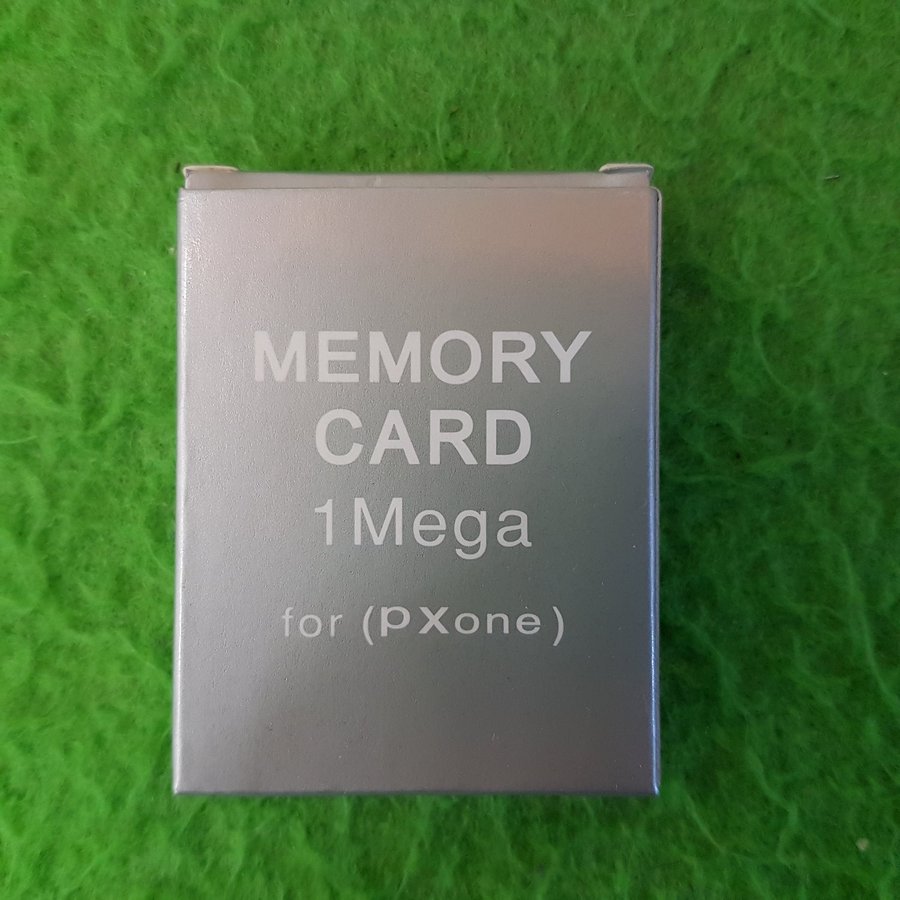 MEMORY
CARD
1Mega
for (pXone)